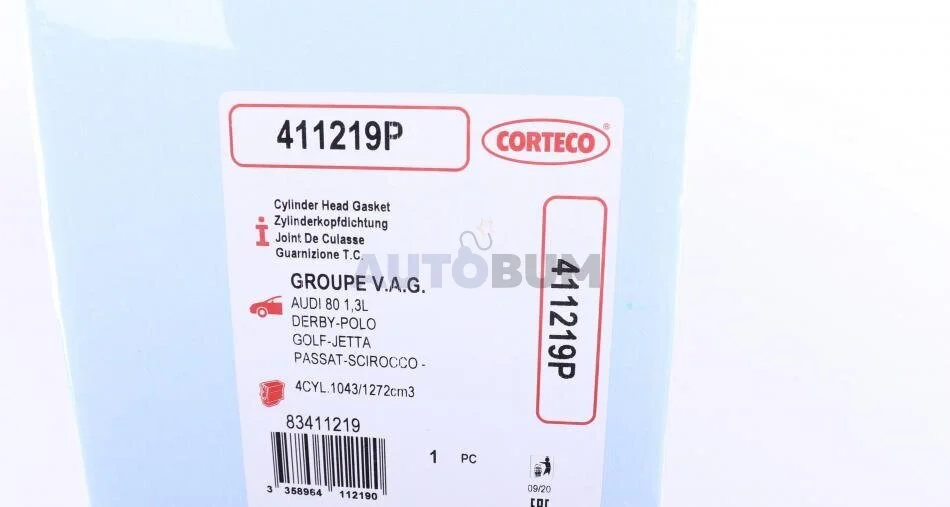 411219P
CORTECO®
Cylinder Head Gasket
Zylinderkopfdichtung
Joint De Culasse
Guarnizione T.C.
AUTOBUM
GROUPE V.A.G.
AUDI 80 1,3L
DERBY-POLO
GOLF-JETTA
PASSAT-SCIROCCO -
411219P
4CYL.1043/1272cm3
83411219
1 PC
3 358964 112190
09/20
EAC